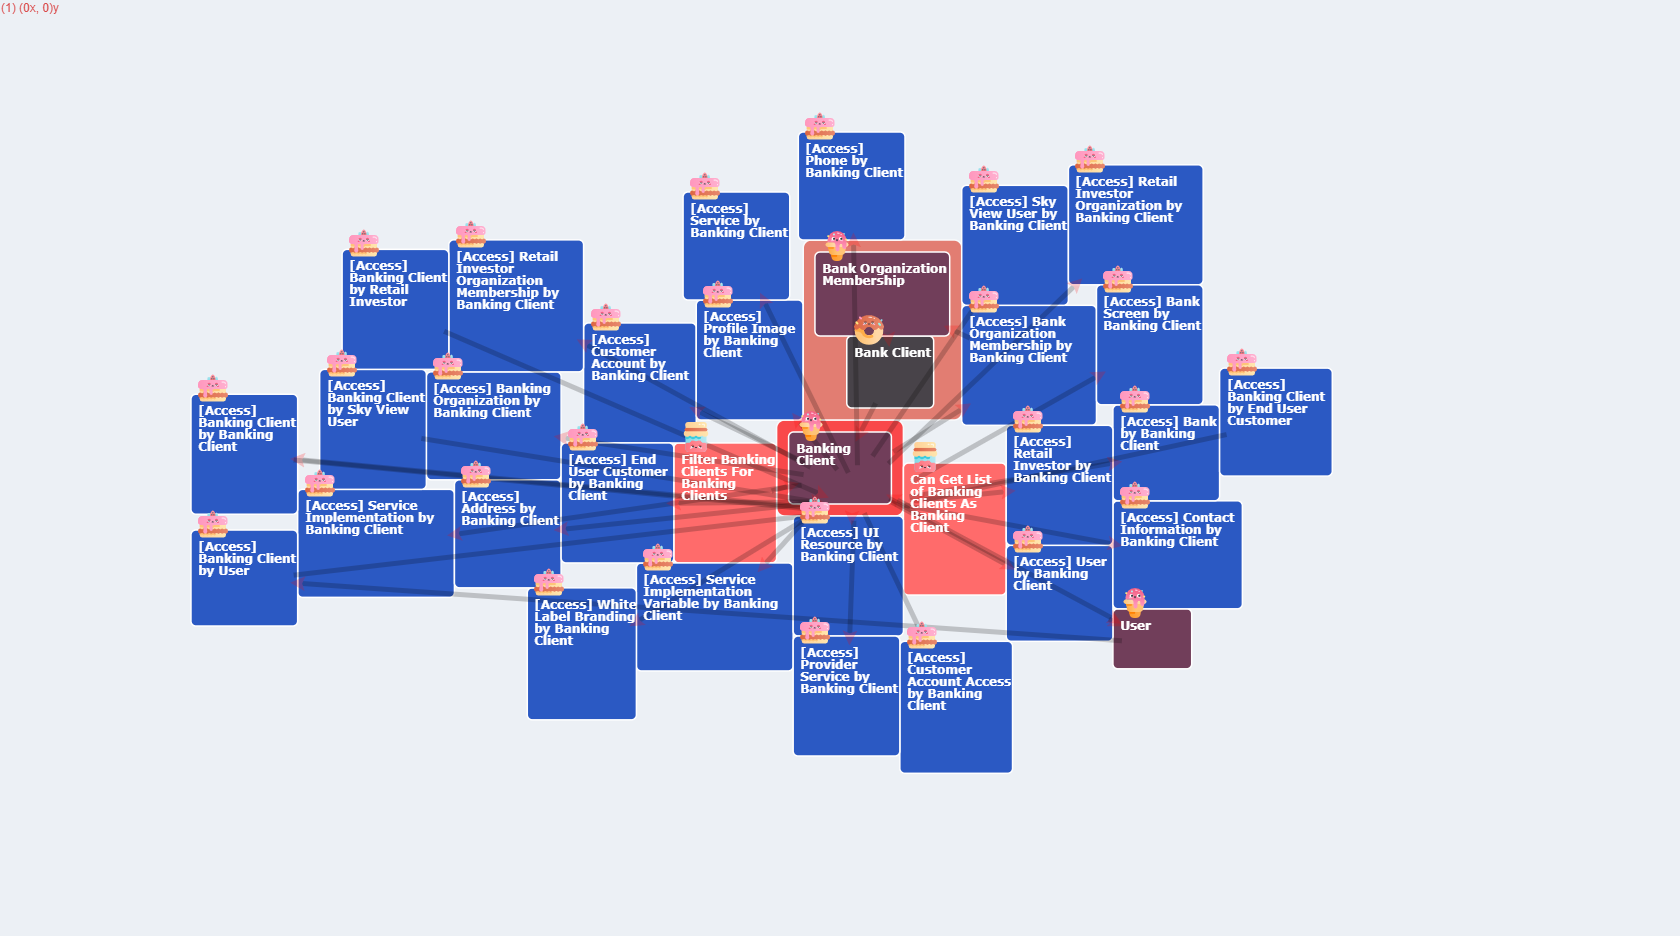 (1) (0x, 0)y
[Access]
Phone by
Banking Client
[Access] Retail
Investor
Organization by
Banking Client
[Access] Sky
View User by
Banking Client
[Access]
Service by
Banking Client
[Access]
Banking Client
by Retail
Investor
[Access] Retail
Investor
Organization
Membership by
Banking Client
Bank Organization
Membership
Bank Client
[Access]
Profile Image
by Banking
Client
[Access]
Customer
Account by
Banking Client
[Access] Bank
Organization
Membership by
Banking Client
[Access] Bank
Screen by
Banking Client
[Access]
Banking Client
by End User
Customer
[Access]
Banking Client
by Sky View
User
[Access] Banking
Organization by
Banking Client
[Access]
Banking Client
by Banking
Client
[Access] End
User Customer
by Banking
Client
Filter Banking
Clients For
Banking
Clients
Banking
Client
Can Get List
of Banking
Clients As
Banking
Client
[Access]
Retail
Investor by
Banking Client
[Access] Bank
by Banking
Client
[Access] Service
Implementation by
Banking Client
[Access]
Address by
Banking Client
[Access] UI
Resource by
Banking Client
[Access] Contact
Information by
Banking Client
[Access]
Banking Client
by User
[Access] User
by Banking
Client
[Access] White
Label Branding
by Banking
Client
[Access] Service
Implementation
Variable by Banking
Client
User
[Access]
Provider
Service by
Banking Client
[Access]
Customer
Account Access
by Banking
Client